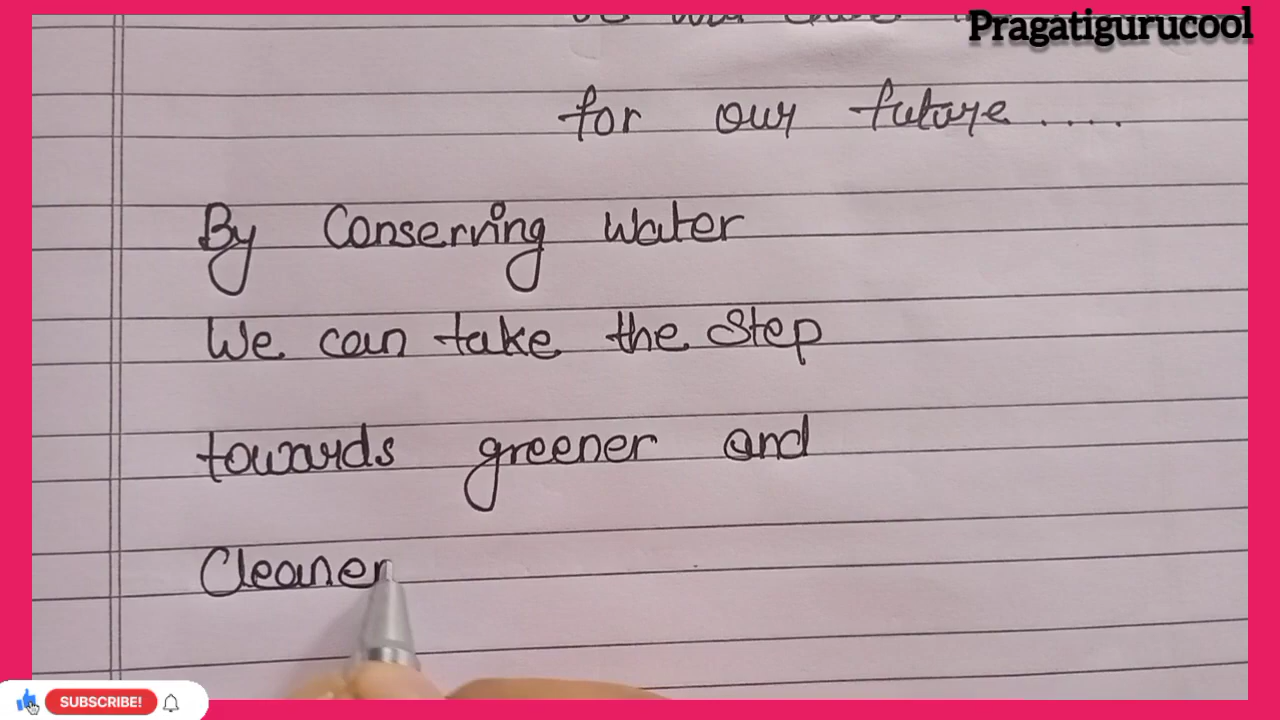 Pragatigurucool
for our future....
By Conserving Water
We can take the step
towards greener and
Cleaner
SUBSCRIBE!